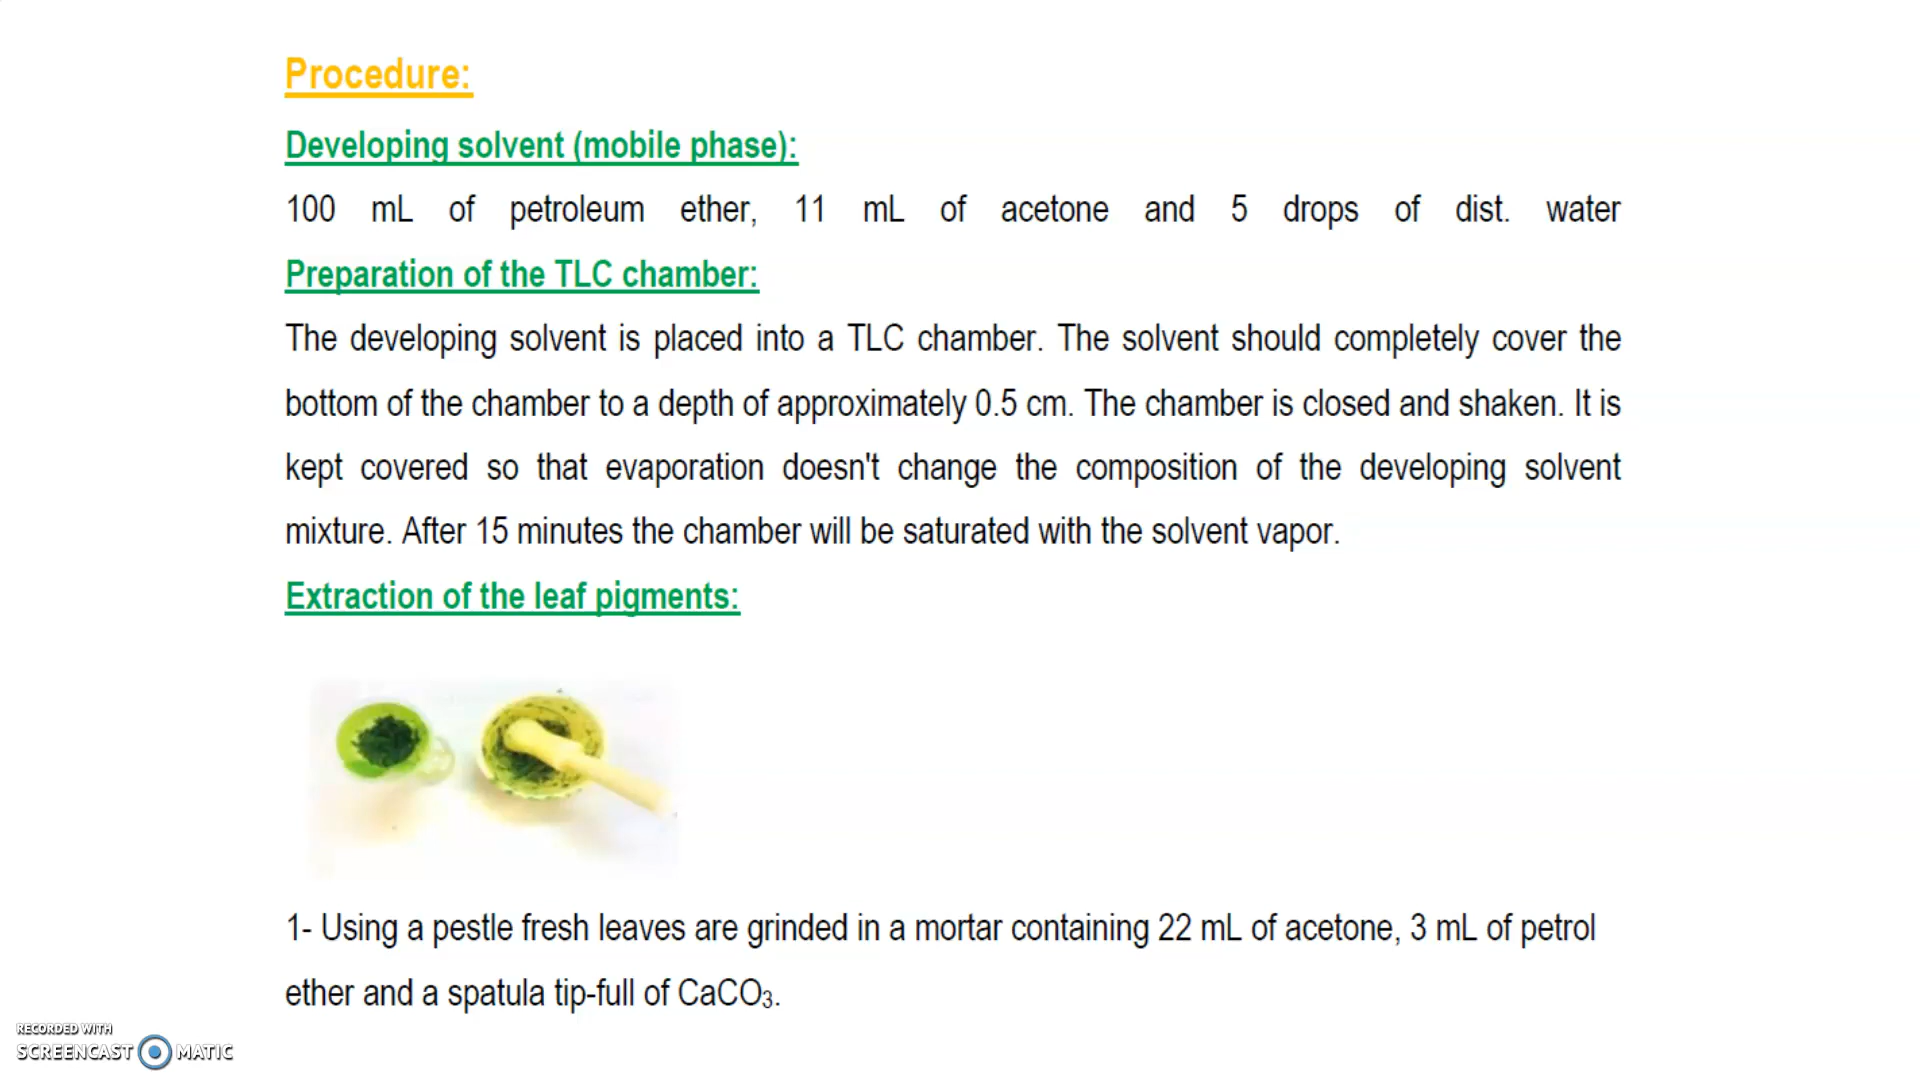 Procedure:
Developing solvent (mobile phase):
100 mL of petroleum ether, 11 mL of acetone and 5 drops of dist. water
Preparation of the TLC chamber:
The developing solvent is placed into a TLC chamber. The solvent should completely cover the
bottom of the chamber to a depth of approximately 0.5 cm. The chamber is closed and shaken. It is
kept covered so that evaporation doesn't change the composition of the developing solvent
mixture. After 15 minutes the chamber will be saturated with the solvent vapor.
Extraction of the leaf pigments:
1- Using a pestle fresh leaves are grinded in a mortar containing 22 mL of acetone, 3 mL of petrol
ether and a spatula tip-full of CaCO₃.
RECORDED WITH
SCREENCAST MATIC